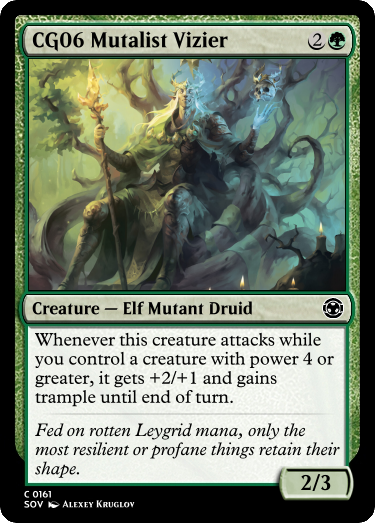 CG06 Mutalist Vizier 2
Creature — Elf Mutant Druid
Whenever this creature attacks while
you control a creature with power 4 or
greater, it gets +2/+1 and gains
trample until end of turn.
Fed on rotten Leygrid mana, only the
most resilient or profane things retain their
shape.
2/3
C 0161
SOV Alexey Kruglov